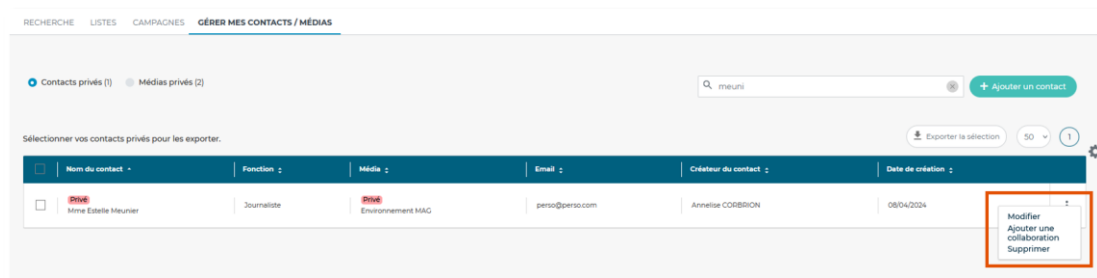 RECHERCHE LISTES CAMPAGNES GÉRER MES CONTACTS / MÉDIAS
Contacts privés (1) Médias privés (2)
meuni
+ Ajouter un contact
Sélectionner vos contacts privés pour les exporter.
Exporter la sélection 50 1
Nom du contact Fonction Média Email Créateur du contact Date de création
Privé Privé
Mme Estelle Meunier Journaliste Environnement MAG perso@perso.com Annelise CORBRION 08/04/2024
Modifier
Ajouter une
collaboration
Supprimer